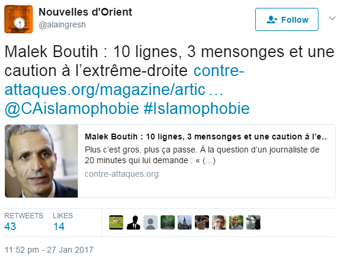 Nouvelles d'Orient
@alaingresh
Follow
Malek Boutih : 10 lignes, 3 mensonges et une
caution à l'extrême-droite contre-
attaques.org/magazine/artic …
@CAislamophobie #Islamophobie
Malek Boutih : 10 lignes, 3 mensonges et une caution à l'e..
Plus c'est gros, plus ça passe. À la question d'un journaliste de
20 minutes qui lui demande : « (...)
contre-attaques.org
RETWEETS
43
LIKES
14
11:52 pm - 27 Jan 2017